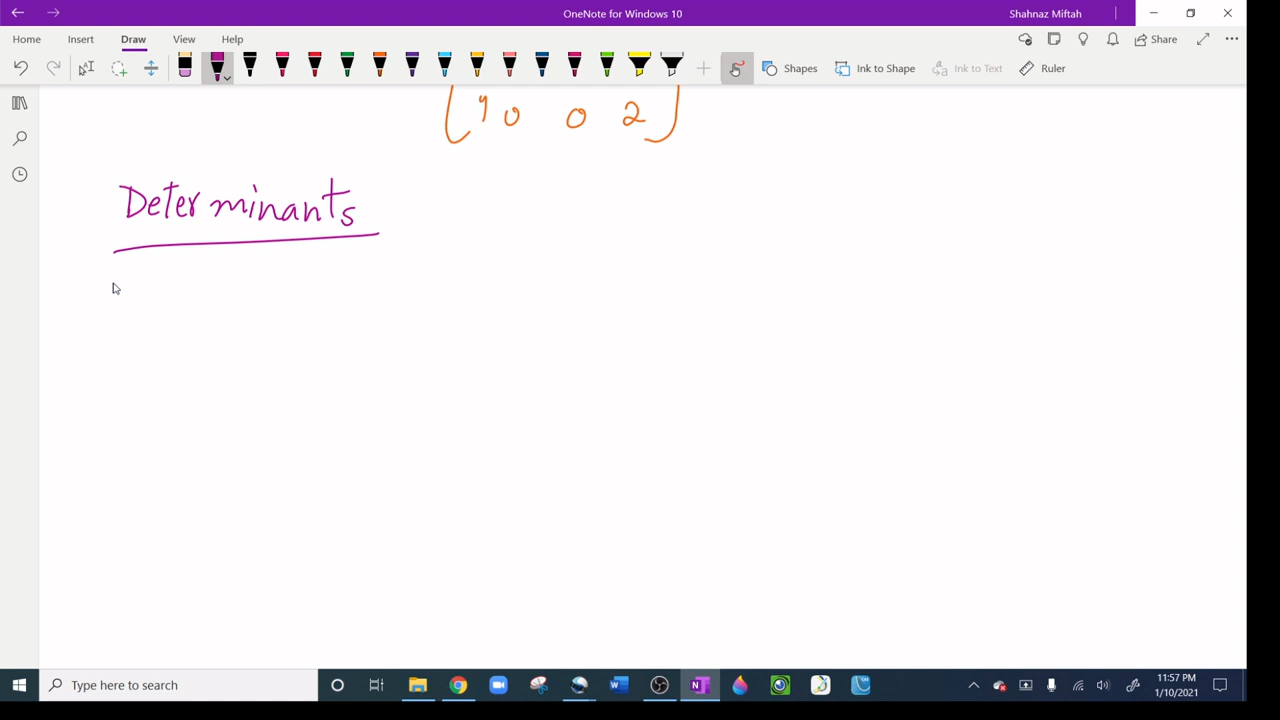 OneNote for Windows 10
Shahnaz Miftah
Home Insert Draw View Help
Share
Shapes Ink to Shape Ink to Text Ruler
0 0 2
Determinants
Type here to search
11:57 PM
1/10/2021